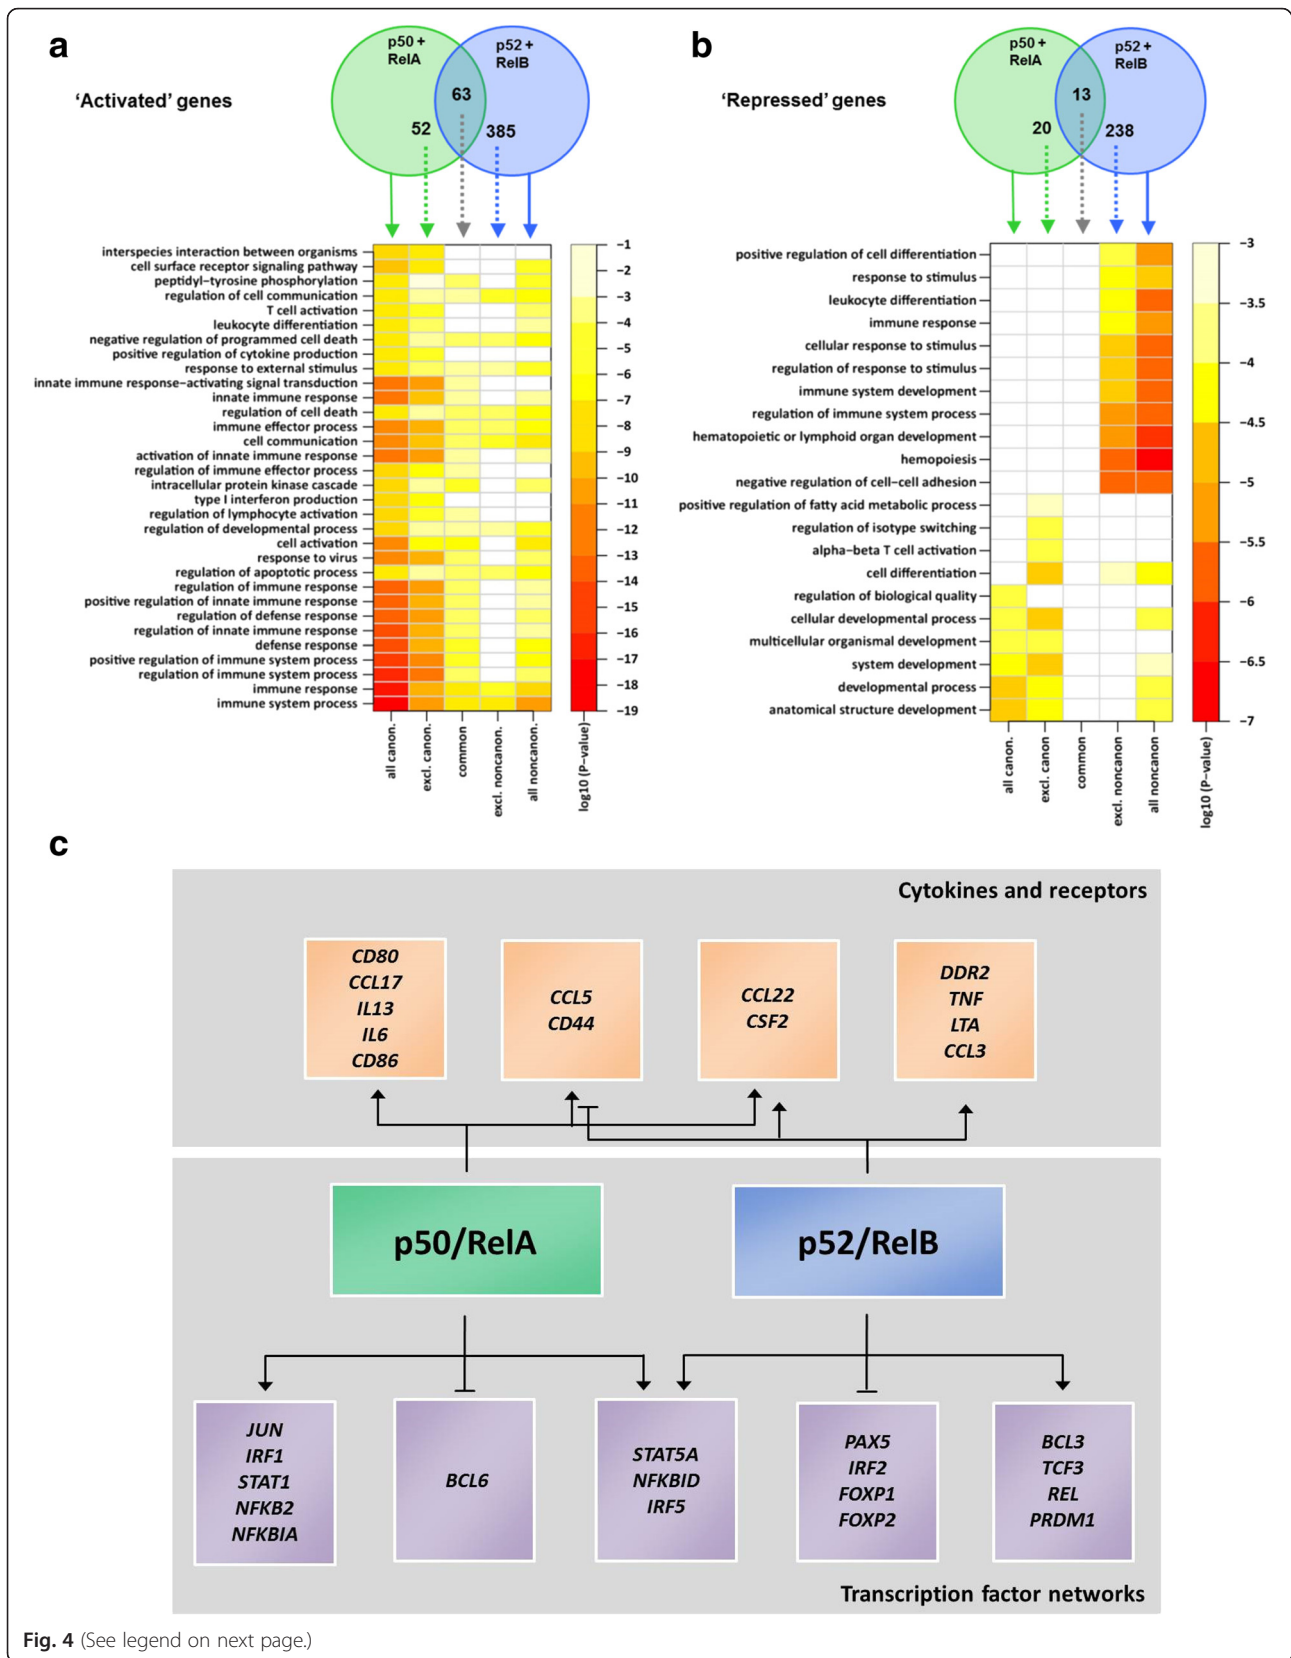 a
p50 +
RelA
p52 +
RelB
'Activated' genes
63
52
385
interspecies interaction between organisms
cell surface receptor signaling pathway
peptidyl-tyrosine phosphorylation
regulation of cell communication
T cell activation
leukocyte differentiation
negative regulation of programmed cell death
positive regulation of cytokine production
response to external stimulus
innate immune response-activating signal transduction
innate immune response
regulation of cell death
immune effector process
cell communication
activation of innate immune response
regulation of immune effector process
intracellular protein kinase cascade
type I interferon production
regulation of lymphocyte activation
regulation of developmental process
cell activation
response to virus
regulation of apoptotic process
regulation of immune response
positive regulation of innate immune response
regulation of defense response
regulation of innate immune response
defense response
positive regulation of immune system process
regulation of immune system process
immune response
immune system process
−1
−2
−3
−4
−5
−6
−7
−8
−9
−10
−11
−12
−13
−14
−15
−16
−17
−18
−19
all canon.
excl. canon.
common
excl. noncanon.
all noncanon.
log10 (P-value)
b
p50 +
RelA
p52 +
RelB
'Repressed' genes
13
20
238
positive regulation of cell differentiation
response to stimulus
leukocyte differentiation
immune response
cellular response to stimulus
regulation of response to stimulus
immune system development
regulation of immune system process
hematopoietic or lymphoid organ development
hemopoiesis
negative regulation of cell-cell adhesion
positive regulation of fatty acid metabolic process
regulation of isotype switching
alpha-beta T cell activation
cell differentiation
regulation of biological quality
cellular developmental process
multicellular organismal development
system development
developmental process
anatomical structure development
−3
−3.5
−4
−4.5
−5
−5.5
−6
−6.5
−7
all canon.
excl. canon
common
excl. noncanon
all noncanon
log10 (P-value)
c
Cytokines and receptors
CD80
CCL17
IL13
IL6
CD86
CCL5
CD44
CCL22
CSF2
DDR2
TNF
LTA
CCL3
p50/RelA
p52/RelB
JUN
IRF1
STAT1
NFKB2
NFKBIA
BCL6
STAT5A
NFKBID
IRF5
PAX5
IRF2
FOXP1
FOXP2
BCL3
TCF3
REL
PRDM1
Transcription factor networks
Fig. 4 (See legend on next page.)